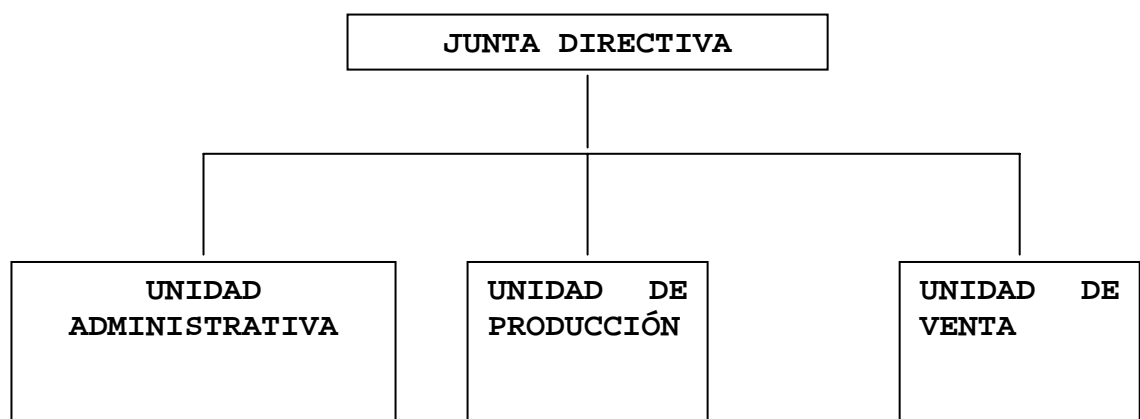 JUNTA DIRECTIVA
UNIDAD
ADMINISTRATIVA
UNIDAD DE
PRODUCCIÓN
UNIDAD DE
VENTA